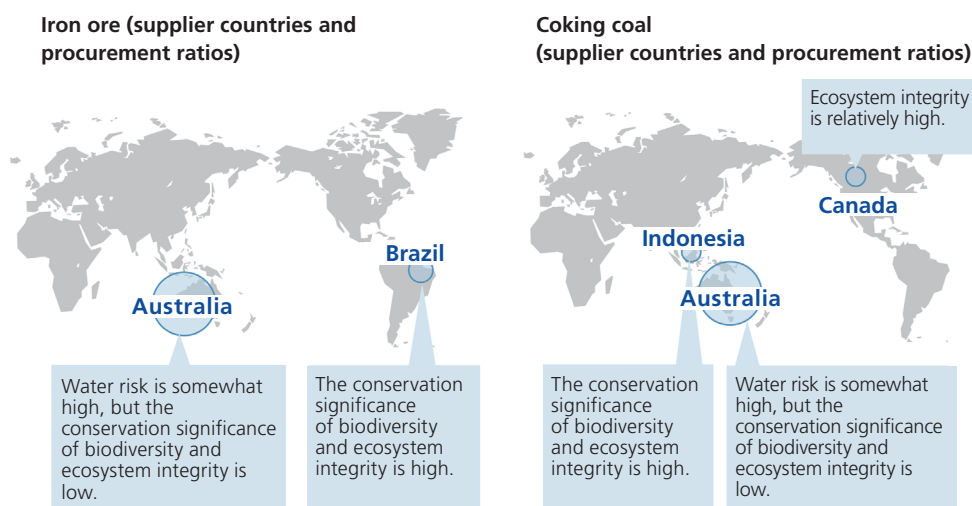 Iron ore (supplier countries and
procurement ratios)
Brazil
Australia
Water risk is somewhat
high, but the
conservation significance
of biodiversity and
ecosystem integrity is
low.
The conservation
significance
of biodiversity
and ecosystem
integrity is high.
Coking coal
(supplier countries and procurement ratios)
Ecosystem integrity
is relatively high.
Canada
Indonesia
Australia
The conservation
significance
of biodiversity
and ecosystem
integrity is high.
Water risk is somewhat
high, but the
conservation significance
of biodiversity and
ecosystem integrity is
low.